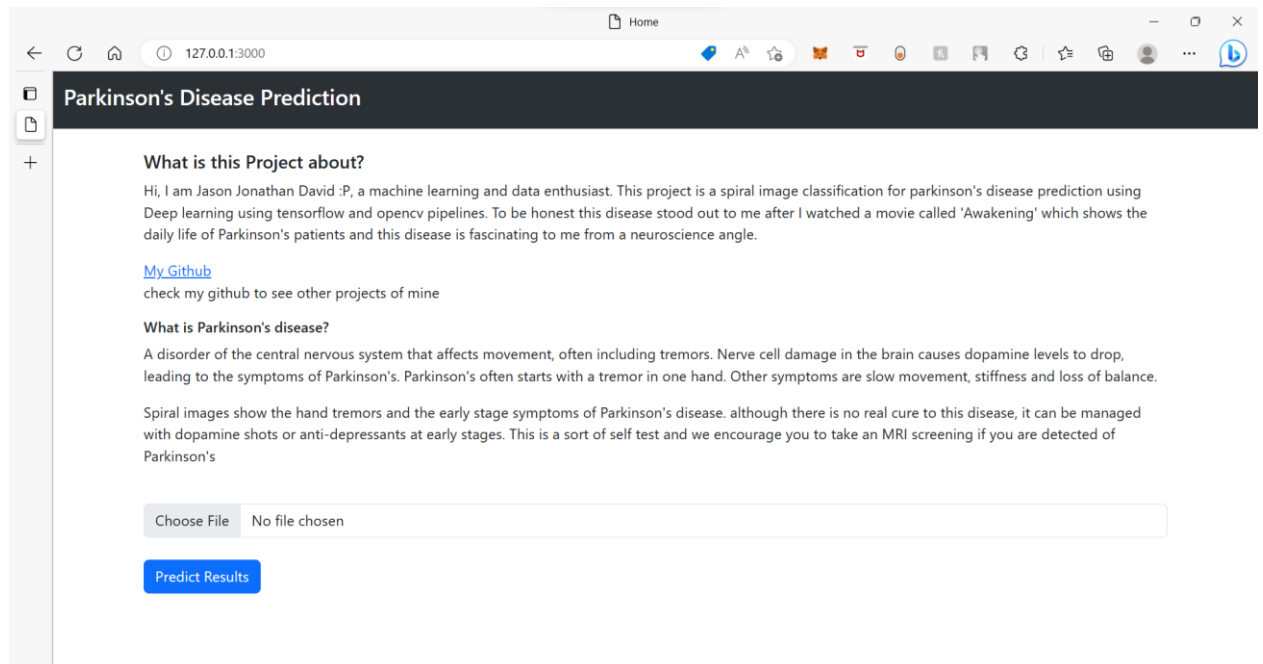 Home
127.0.0.1:3000
Parkinson's Disease Prediction
What is this Project about?
Hi, I am Jason Jonathan David :P, a machine learning and data enthusiast. This project is a spiral image classification for parkinson's disease prediction using
Deep learning using tensorflow and opencv pipelines. To be honest this disease stood out to me after I watched a movie called 'Awakening' which shows the
daily life of Parkinson's patients and this disease is fascinating to me from a neuroscience angle.
My Github
check my github to see other projects of mine
What is Parkinson's disease?
A disorder of the central nervous system that affects movement, often including tremors. Nerve cell damage in the brain causes dopamine levels to drop,
leading to the symptoms of Parkinson's. Parkinson's often starts with a tremor in one hand. Other symptoms are slow movement, stiffness and loss of balance.
Spiral images show the hand tremors and the early stage symptoms of Parkinson's disease. although there is no real cure to this disease, it can be managed
with dopamine shots or anti-depressants at early stages. This is a sort of self test and we encourage you to take an MRI screening if you are detected of
Parkinson's
Choose File No file chosen
Predict Results